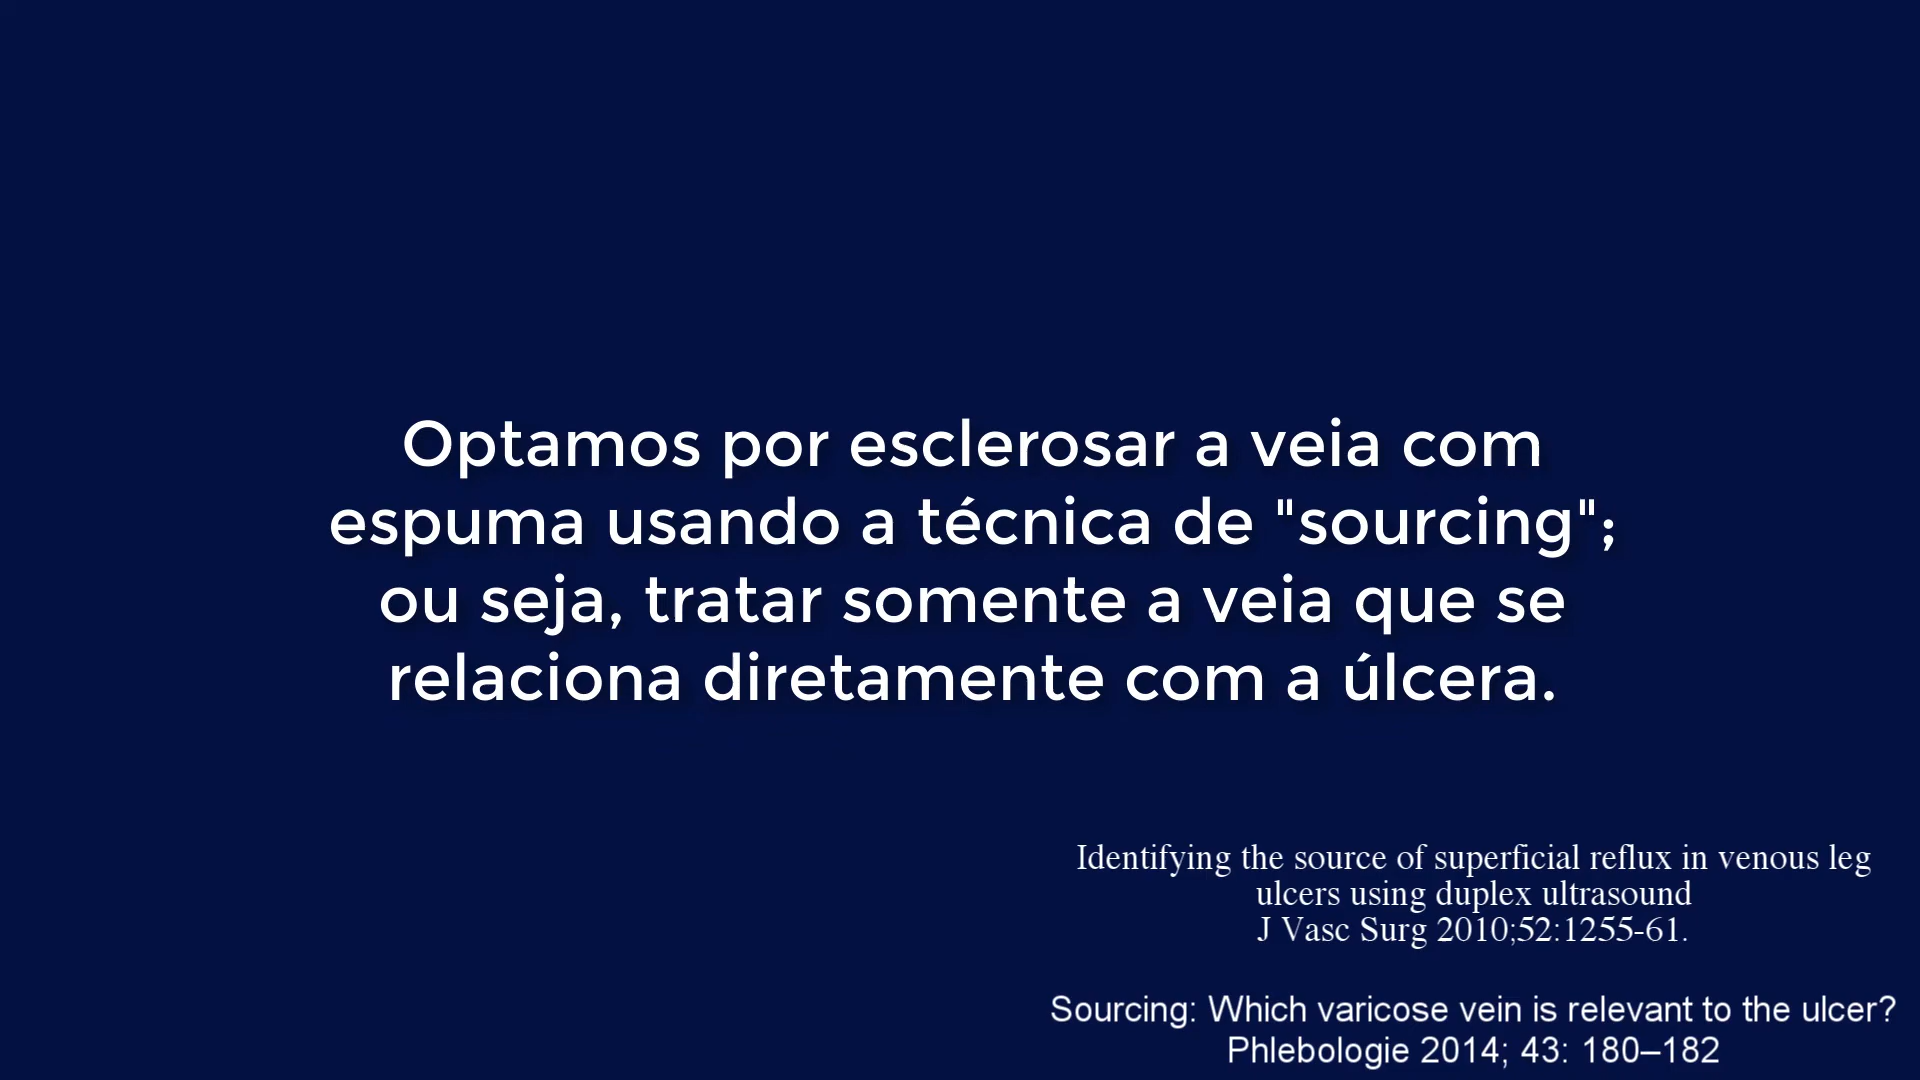 Optamos por esclerosar a veia com
espuma usando a técnica de "sourcing";
ou seja, tratar somente a veia que se
relaciona diretamente com a úlcera.
Identifying the source of superficial reflux in venous leg
ulcers using duplex ultrasound
J Vasc Surg 2010;52:1255-61.
Sourcing: Which varicose vein is relevant to the ulcer?
Phlebologie 2014; 43: 180–182